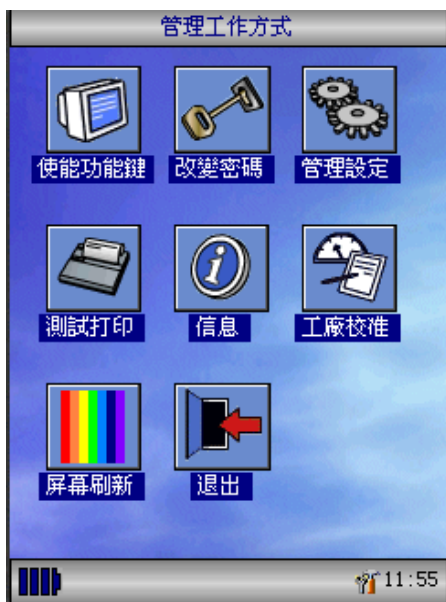 管理工作方式
使能功能鍵 改變密碼 管理設定
測試打印 信息 工廠校准
屏幕刷新 退出
11:55